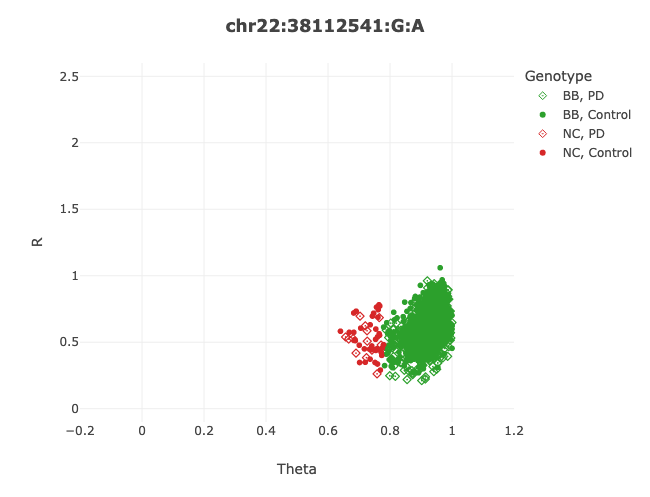 chr22:38112541:G:A
2.5
2
1.5
1
0.5
0
R
−0.2
0
0.2
0.4
0.6
0.8
1
1.2
Theta
Genotype
BB, PD
BB, Control
NC, PD
NC, Control